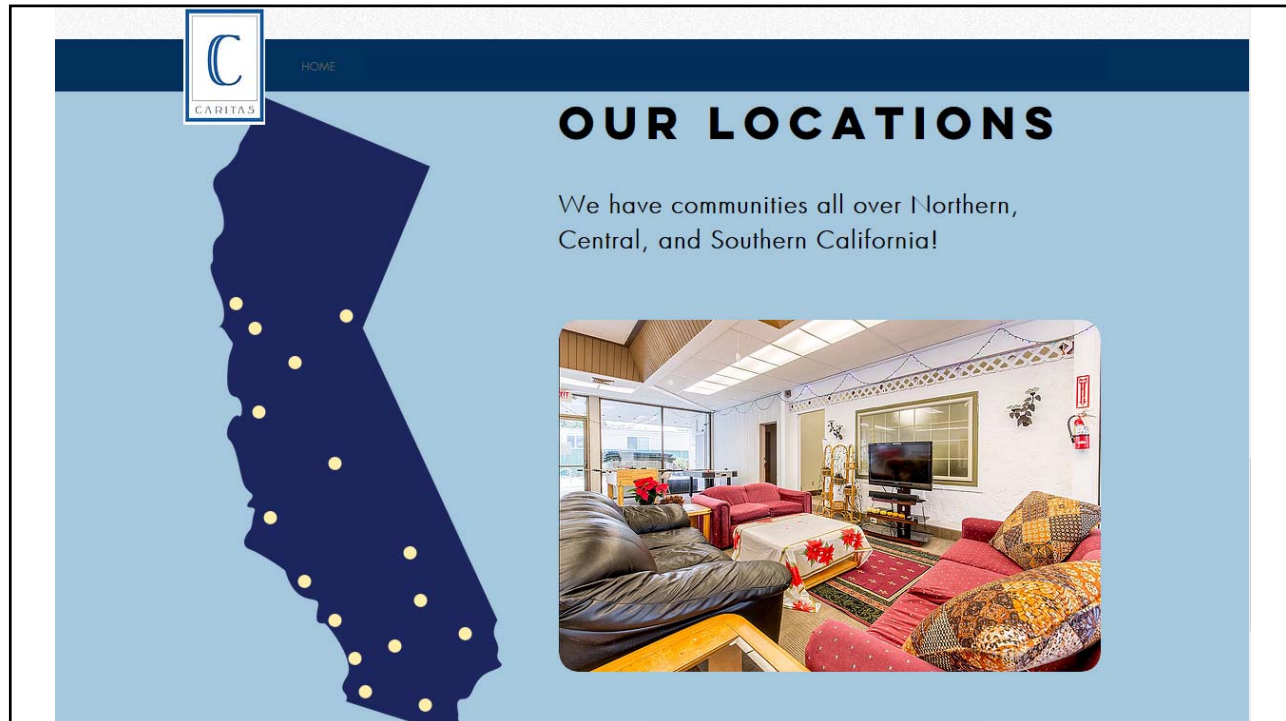 C
CARITAS
HOME
OUR LOCATIONS
We have communities all over Northern,
Central, and Southern California!